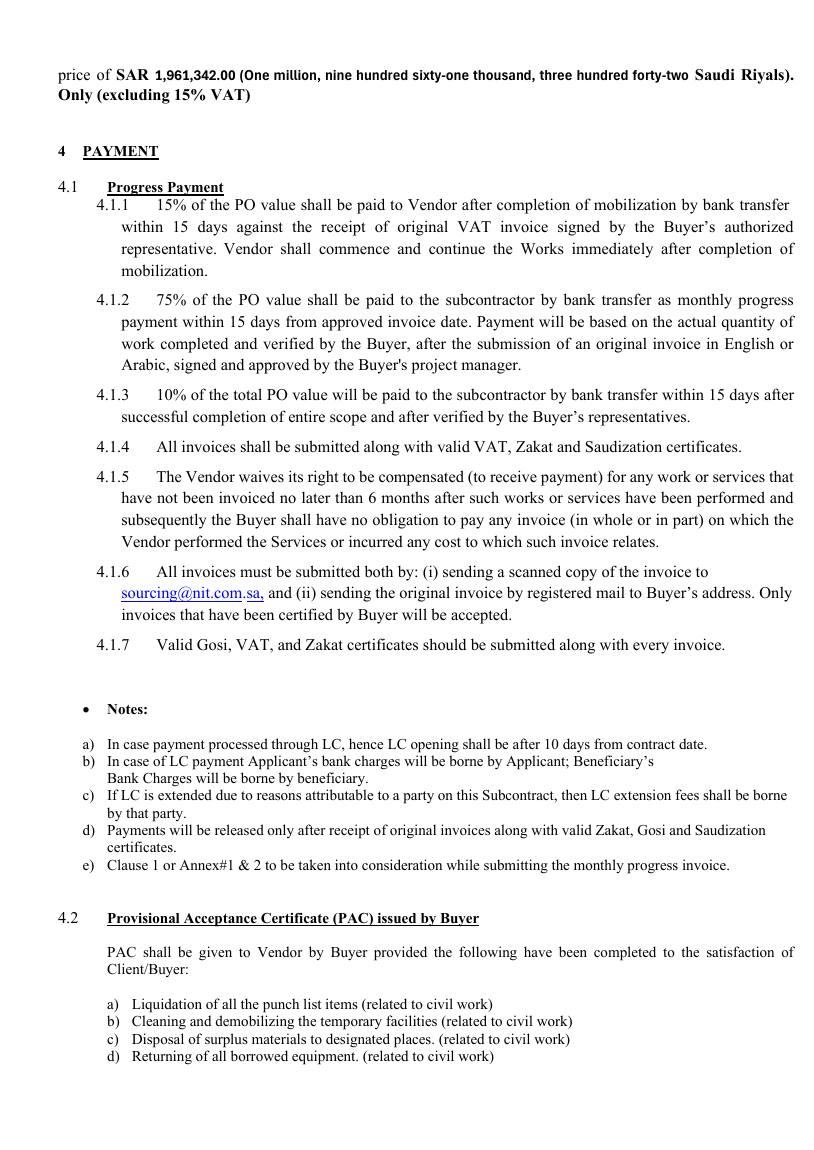 price of SAR 1,961,342.00 (One million, nine hundred sixty-one thousand, three hundred forty-two Saudi Riyals).
Only (excluding 15% VAT)
4 PAYMENT
4.1 Progress Payment
4.1.1 15% of the PO value shall be paid to Vendor after completion of mobilization by bank transfer
within 15 days against the receipt of original VAT invoice signed by the Buyer’s authorized
representative. Vendor shall commence and continue the Works immediately after completion of
mobilization.
4.1.2 75% of the PO value shall be paid to the subcontractor by bank transfer as monthly progress
payment within 15 days from approved invoice date. Payment will be based on the actual quantity of
work completed and verified by the Buyer, after the submission of an original invoice in English or
Arabic, signed and approved by the Buyer's project manager.
4.1.3 10% of the total PO value will be paid to the subcontractor by bank transfer within 15 days after
successful completion of entire scope and after verified by the Buyer’s representatives.
4.1.4 All invoices shall be submitted along with valid VAT, Zakat and Saudization certificates.
4.1.5 The Vendor waives its right to be compensated (to receive payment) for any work or services that
have not been invoiced no later than 6 months after such works or services have been performed and
subsequently the Buyer shall have no obligation to pay any invoice (in whole or in part) on which the
Vendor performed the Services or incurred any cost to which such invoice relates.
4.1.6 All invoices must be submitted both by: (i) sending a scanned copy of the invoice to
sourcing@nit.com.sa, and (ii) sending the original invoice by registered mail to Buyer’s address. Only
invoices that have been certified by Buyer will be accepted.
4.1.7 Valid Gosi, VAT, and Zakat certificates should be submitted along with every invoice.
• Notes:
a) In case payment processed through LC, hence LC opening shall be after 10 days from contract date.
b) In case of LC payment Applicant’s bank charges will be borne by Applicant; Beneficiary’s
Bank Charges will be borne by beneficiary.
c) If LC is extended due to reasons attributable to a party on this Subcontract, then LC extension fees shall be borne
by that party.
d) Payments will be released only after receipt of original invoices along with valid Zakat, Gosi and Saudization
certificates.
e) Clause 1 or Annex#1 & 2 to be taken into consideration while submitting the monthly progress invoice.
4.2 Provisional Acceptance Certificate (PAC) issued by Buyer
PAC shall be given to Vendor by Buyer provided the following have been completed to the satisfaction of
Client/Buyer:
a) Liquidation of all the punch list items (related to civil work)
b) Cleaning and demobilizing the temporary facilities (related to civil work)
c) Disposal of surplus materials to designated places. (related to civil work)
d) Returning of all borrowed equipment. (related to civil work)